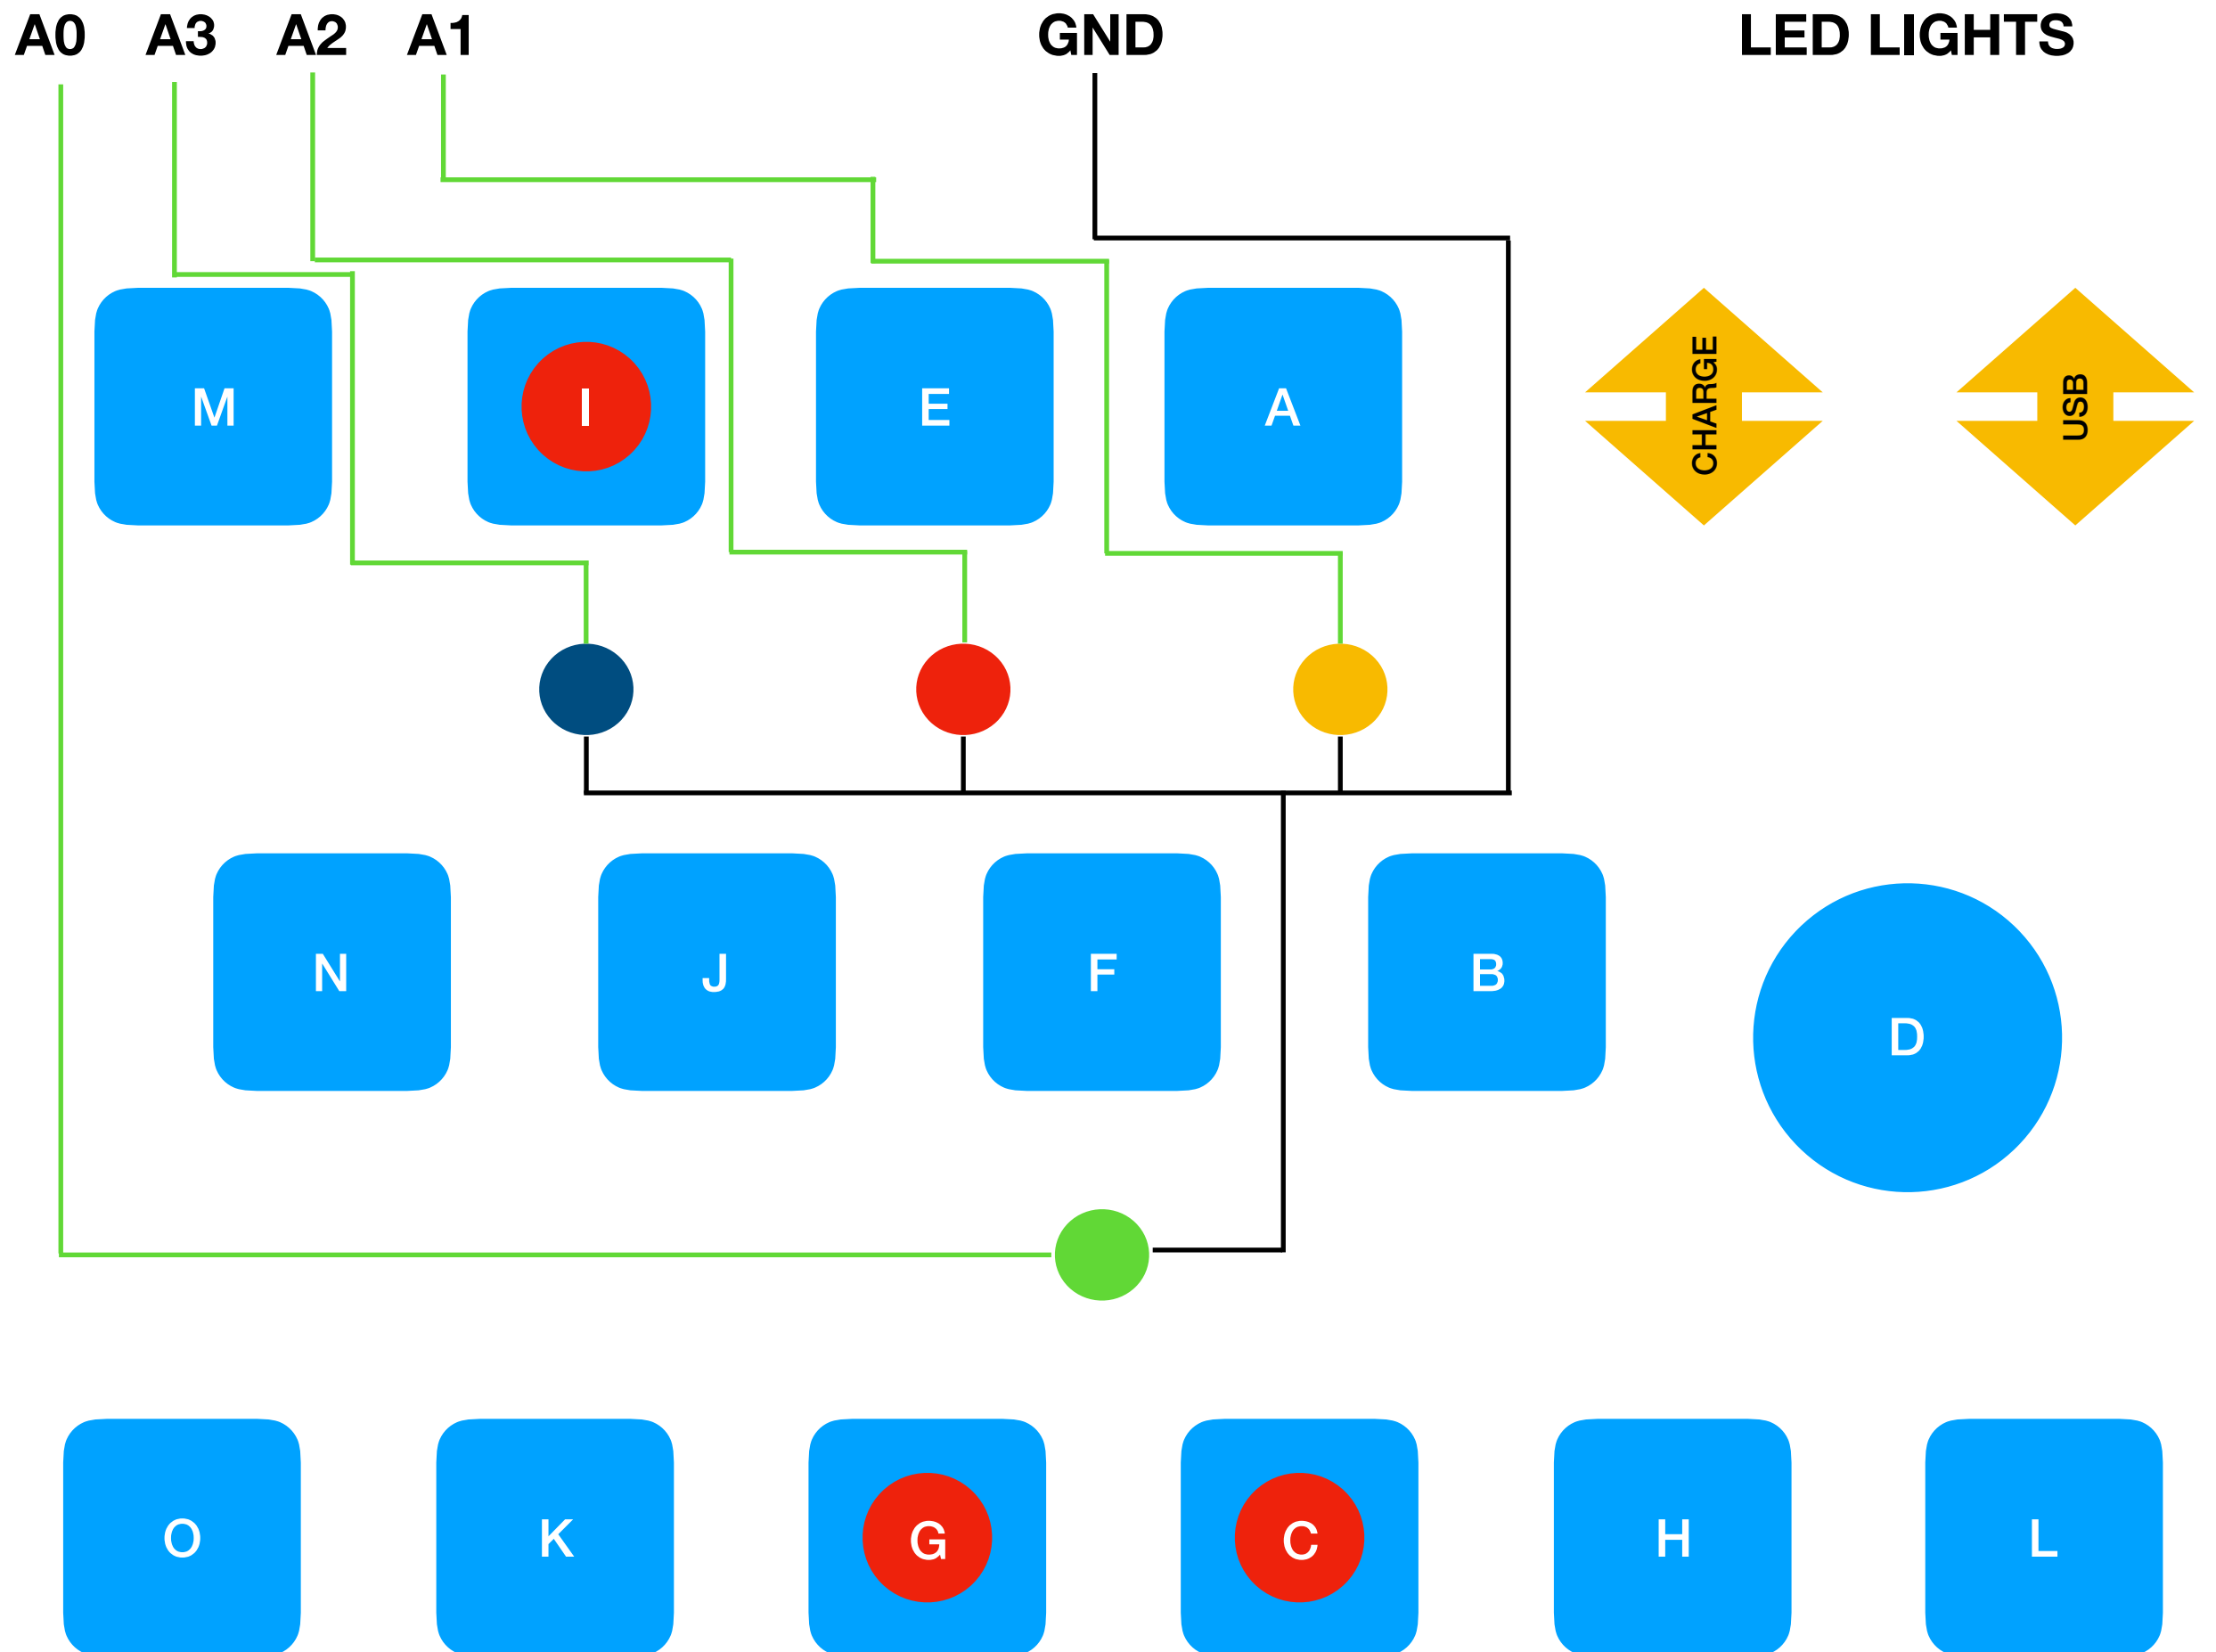 A0 A3 A2 A1 GND LED LIGHTS
M I E A CHARGE USB
N J F B
D
O K G C H L